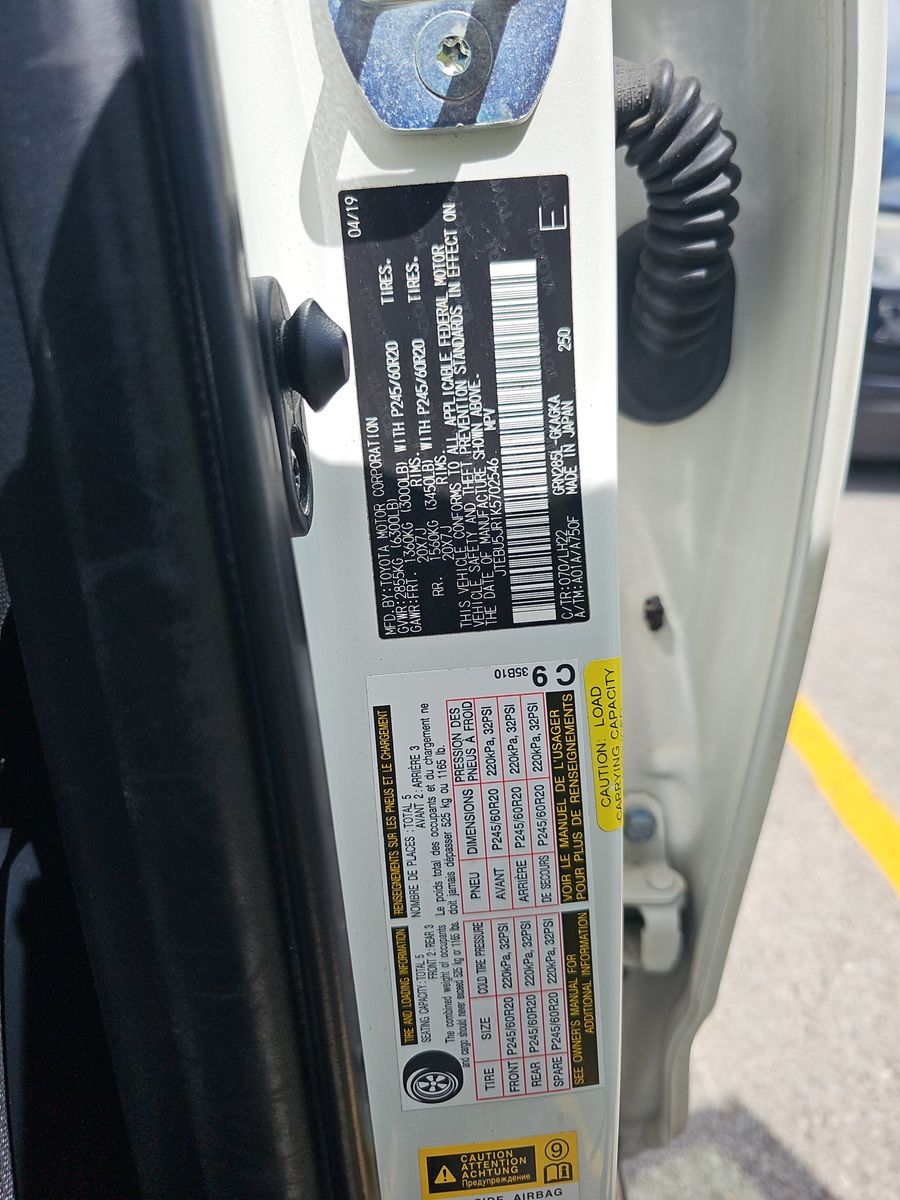 04/19
MFD.BY:TOYOTA MOTOR CORPORATION
GVWR:2855KG (6300LB)
GAWR:FRT. 1360KG (3000LB) WITH P245/60R20 TIRES.
20X7J RIMS.
RR. 1560KG (3450LB) WITH P245/60R20 TIRES.
20X7J RIMS.
THIS VEHICLE CONFORMS TO ALL APPLICABLE FEDERAL MOTOR
VEHICLE SAFETY AND THEFT PREVENTION STANDARDS IN EFFECT ON
THE DATE OF MANUFACTURE SHOWN ABOVE.
JTEBU5JR1K5702546 MPV
C/TR:070/LH22 GRN285L-GKAGKA 250
A/TM:A01A/A750F MADE IN JAPAN
E
TIRE AND LOADING INFORMATION
SEATING CAPACITY : TOTAL 5
FRONT 2 : REAR 3
The combined weight of occupants
and cargo should never exceed 525 kg or 1165 lbs.
TIRE SIZE COLD TIRE PRESSURE
FRONT P245/60R20 220kPa, 32PSI
REAR P245/60R20 220kPa, 32PSI
SPARE P245/60R20 220kPa, 32PSI
SEE OWNER'S MANUAL FOR
ADDITIONAL INFORMATION
RENSEIGNEMENTS SUR LES PNEUS ET LE CHARGEMENT
NOMBRE DE PLACES : TOTAL 5
AVANT 2 : ARRIÈRE 3
Le poids total des occupants et du chargement ne
doit jamais dépasser 525 kg ou 1165 lb.
PNEU DIMENSIONS PRESSION DES
PNEUS À FROID
AVANT P245/60R20 220kPa, 32PSI
ARRIÈRE P245/60R20 220kPa, 32PSI
DE SECOURS P245/60R20 220kPa, 32PSI
VOIR LE MANUEL DE L'USAGER
POUR PLUS DE RENSEIGNEMENTS
C9
35B10
CAUTION: LOAD
CARRYING CAPACITY
CAUTION
ATTENTION
ACHTUNG
Предупреждение
9
SIDE AIRBAG